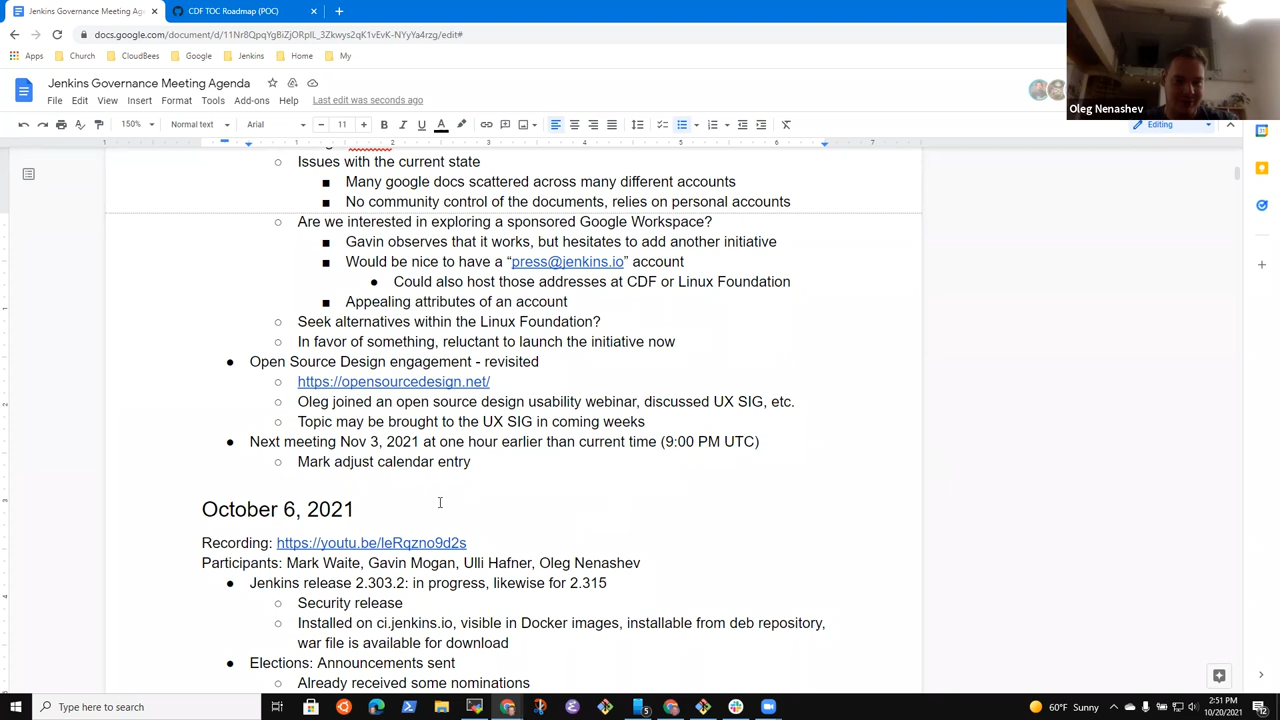 Jenkins Governance Meeting Ag
CDF TOC Roadmap (POC)
docs.google.com/document/d/11Nr8QpqYgBiZjORpIL_3Zkwys2qK1vEvK-NYyYa4rzg/edit#
Apps
Church
CloudBees
Google
Jenkins
Home
My
Oleg Nenashev
Jenkins Governance Meeting Agenda
File Edit View Insert Format Tools Add-ons Help Last edit was seconds ago
150% Normal text Arial 11 Editing
1 1 2 3 4 5 6 7
Issues with the current state
Many google docs scattered across many different accounts
No community control of the documents, relies on personal accounts
Are we interested in exploring a sponsored Google Workspace?
Gavin observes that it works, but hesitates to add another initiative
Would be nice to have a “press@jenkins.io” account
Could also host those addresses at CDF or Linux Foundation
Appealing attributes of an account
Seek alternatives within the Linux Foundation?
In favor of something, reluctant to launch the initiative now
Open Source Design engagement - revisited
https://opensourcedesign.net/
Oleg joined an open source design usability webinar, discussed UX SIG, etc.
Topic may be brought to the UX SIG in coming weeks
Next meeting Nov 3, 2021 at one hour earlier than current time (9:00 PM UTC)
Mark adjust calendar entry
October 6, 2021
Recording: https://youtu.be/IeRqzno9d2s
Participants: Mark Waite, Gavin Mogan, Ulli Hafner, Oleg Nenashev
Jenkins release 2.303.2: in progress, likewise for 2.315
Security release
Installed on ci.jenkins.io, visible in Docker images, installable from deb repository,
war file is available for download
Elections: Announcements sent
Already received some nominations
Type here to search
60°F Sunny
2:51 PM
10/20/2021